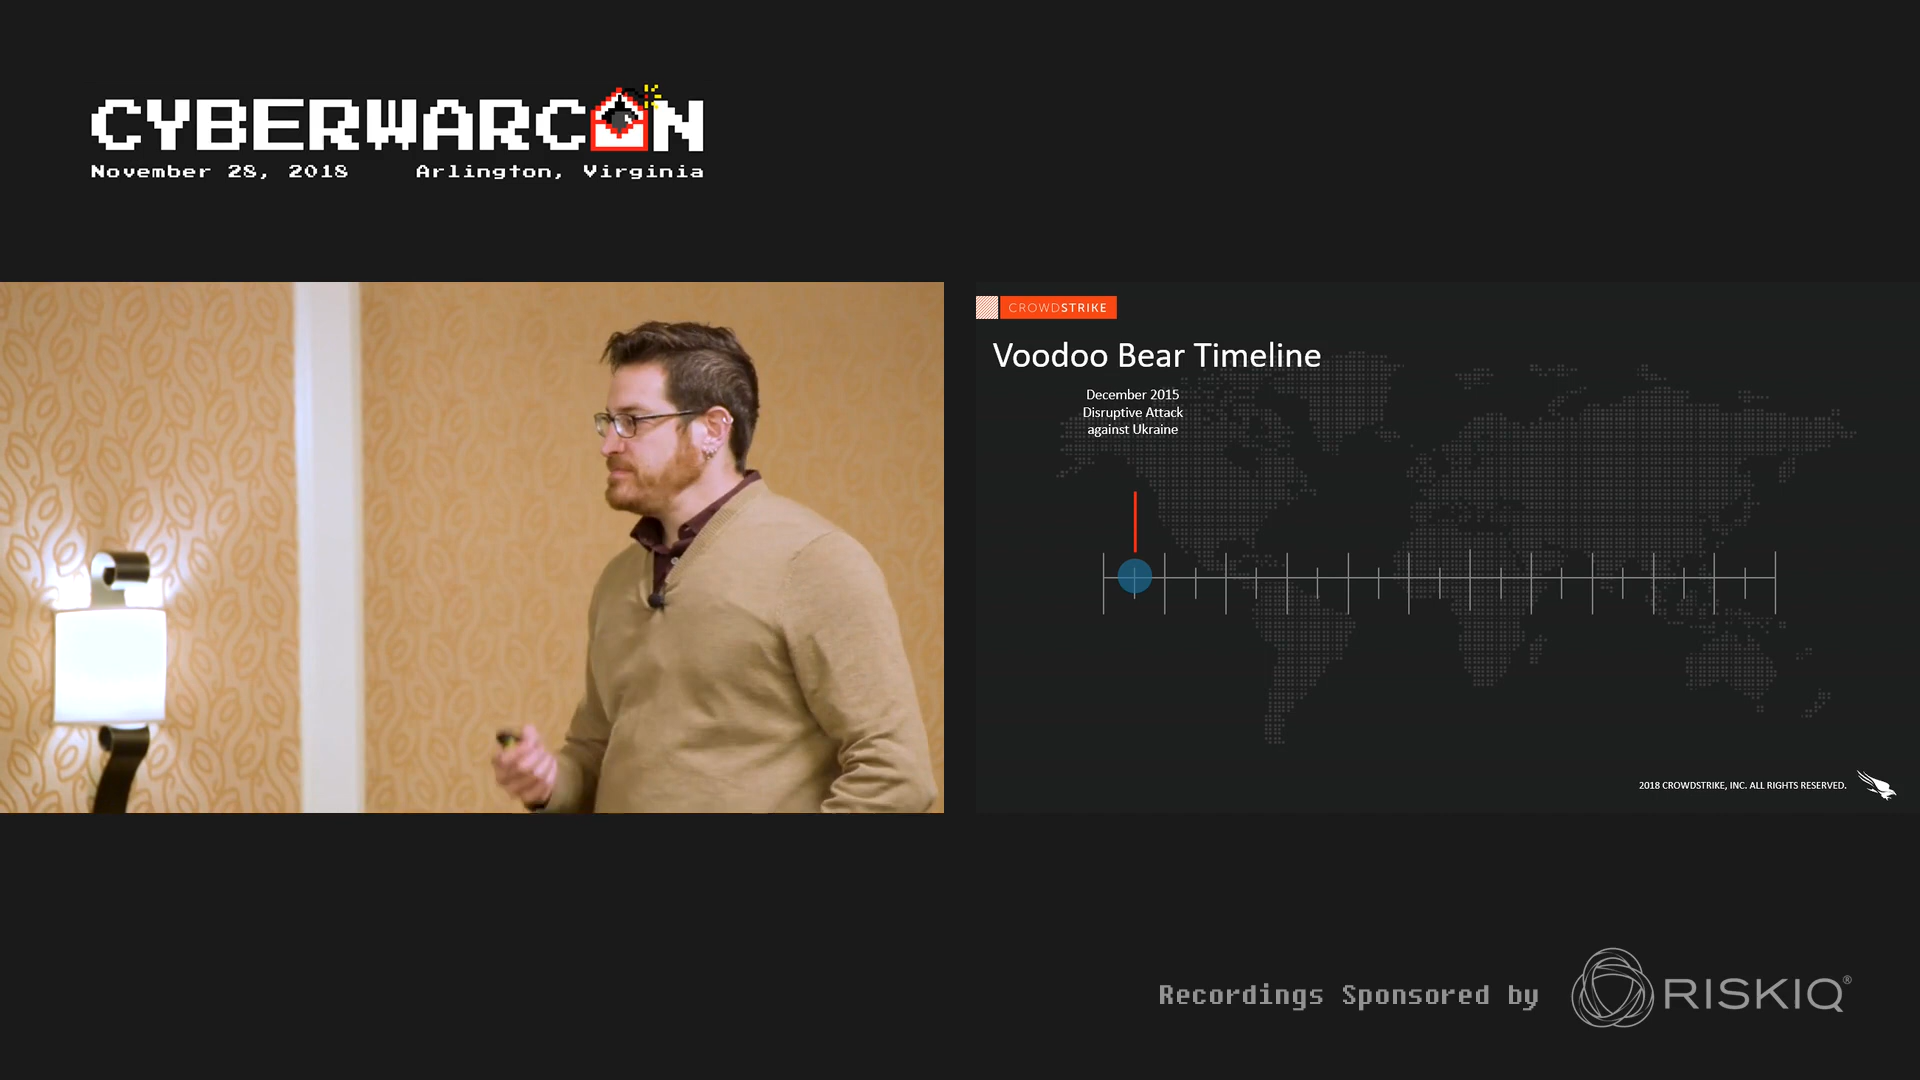 CYBERWARCON
November 28, 2018 Arlington, Virginia
CROWDSTRIKE
Voodoo Bear Timeline
December 2015
Disruptive Attack
against Ukraine
2018 CROWDSTRIKE, INC. ALL RIGHTS RESERVED.
Recordings Sponsored by RISKIQ®